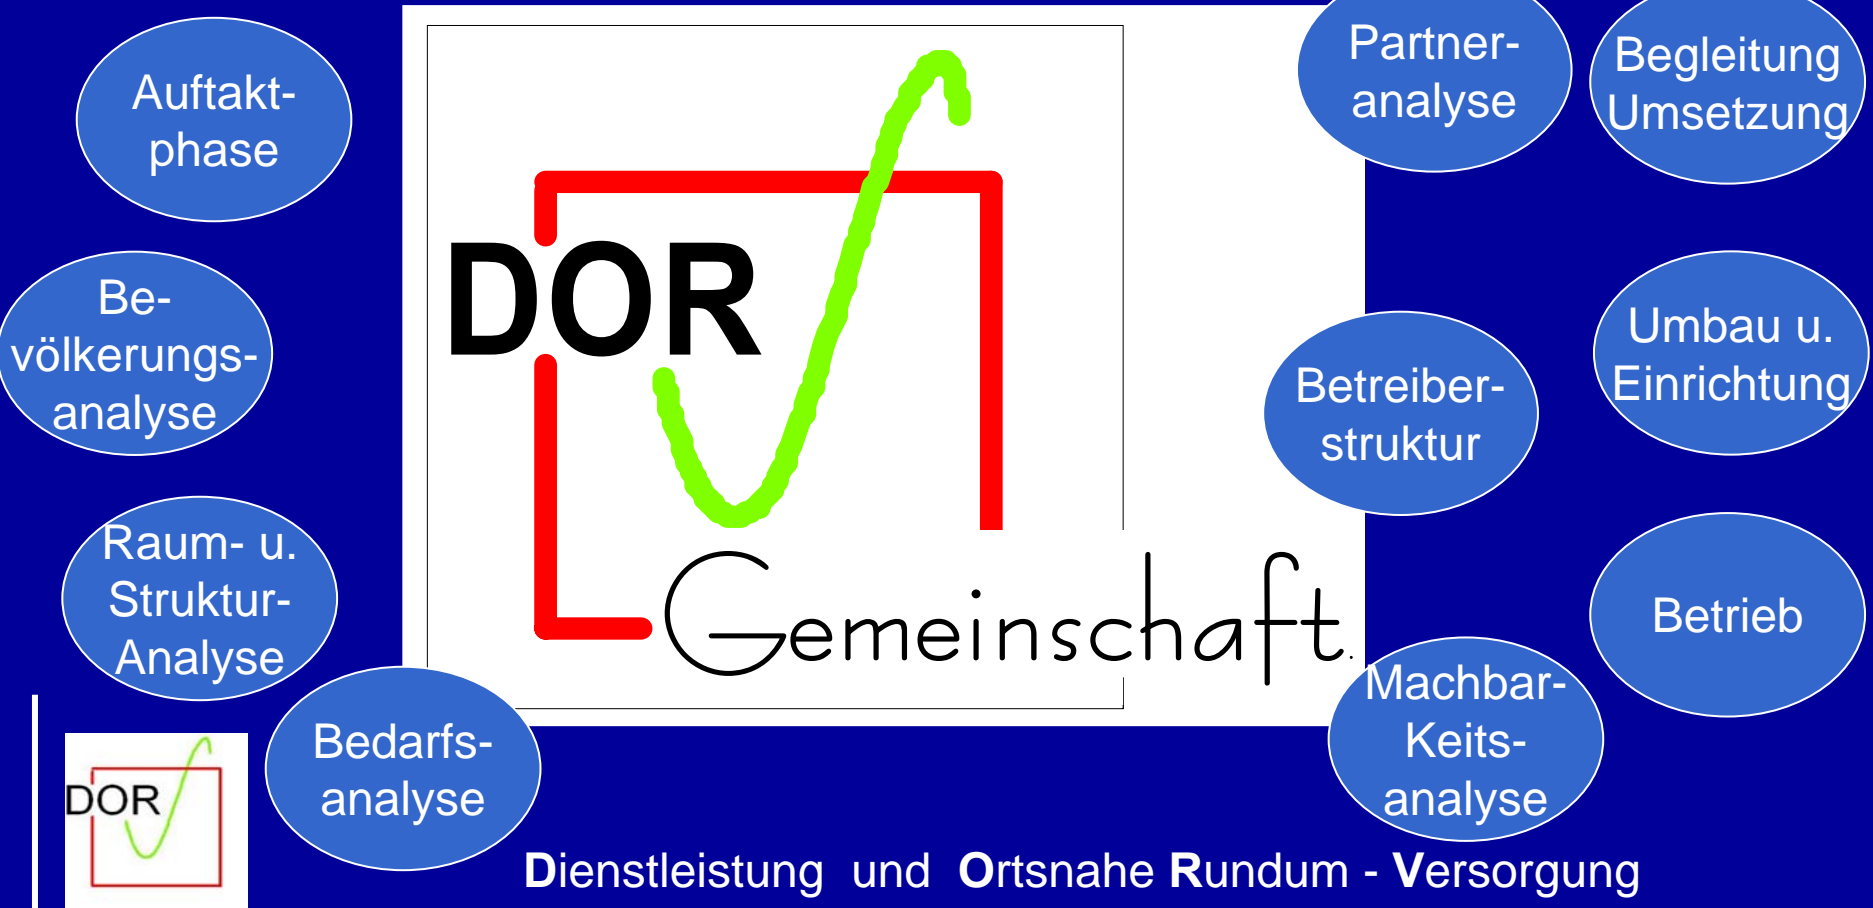 Auftakt-
phase
Be-
völkerungs-
analyse
Raum- u.
Struktur-
Analyse
Bedarfs-
analyse
DOR
Gemeinschaft.
Partner-
analyse
Begleitung
Umsetzung
Betreiber-
struktur
Umbau u.
Einrichtung
Machbar-
Keits-
analyse
Betrieb
DOR
Dienstleistung und Ortsnahe Rundum - Versorgung